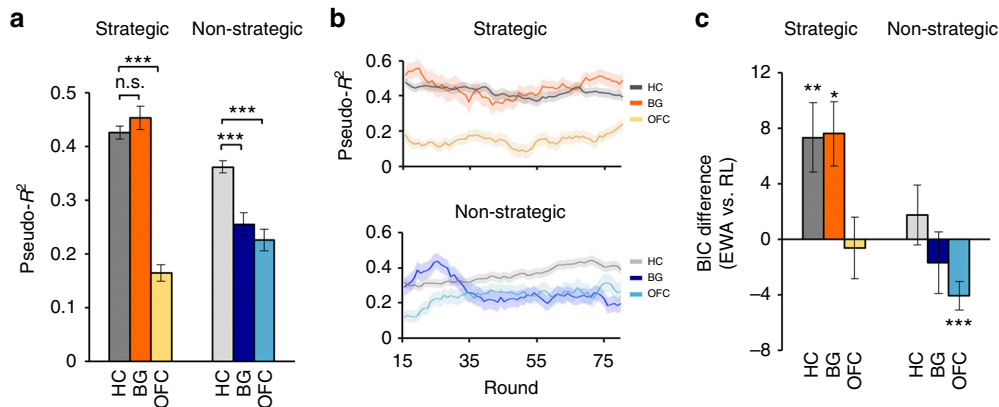 a
Strategic
Non-strategic
***
n.s.
***
***
Pseudo-R²
0.5
0.4
0.3
0.2
0.1
0
HC
BG
OFC
HC
BG
OFC
b
Strategic
Pseudo-R²
0.6
0.4
0.2
0
HC
BG
OFC
Non-strategic
0.6
0.4
0.2
0
HC
BG
OFC
15
35
55
75
Round
c
Strategic
Non-strategic
BIC difference
(EWA vs. RL)
12
8
4
0
−4
−8
**
*
***
HC
BG
OFC
HC
BG
OFC